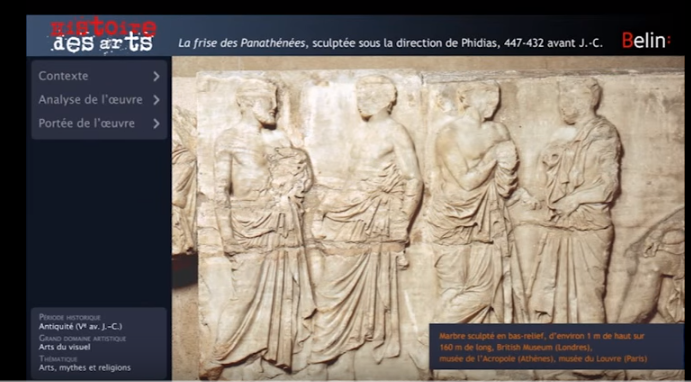 histoire
des arts
La frise des Panathénées, sculptée sous la direction de Phidias, 447-432 avant J.-C.
Belin:
Contexte
Analyse de l'œuvre
Portée de l'œuvre
Période historique
Antiquité (Vᵉ av. J.-C.)
Grand domaine artistique
Arts du visuel
Thématique
Arts, mythes et religions
Marbre sculpté en bas-relief, d'environ 1 m de haut sur
160 m de long, British Museum (Londres),
musée de l'Acropole (Athènes), musée du Louvre (Paris)